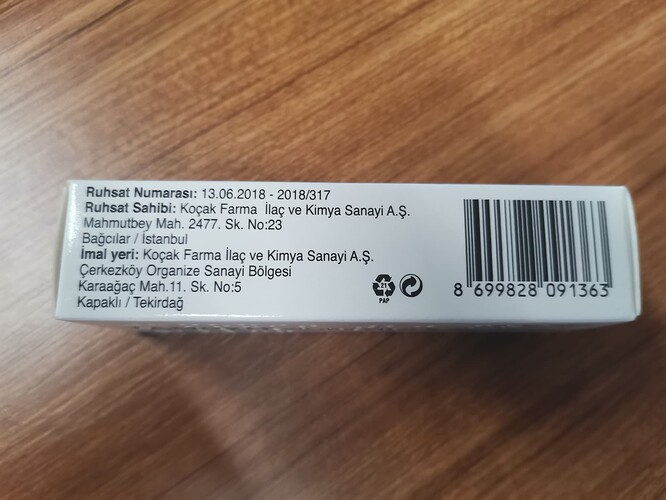 Ruhsat Numarası: 13.06.2018 - 2018/317
Ruhsat Sahibi: Koçak Farma İlaç ve Kimya Sanayi A.Ş.
Mahmutbey Mah. 2477. Sk. No:23
Bağcılar / İstanbul
İmal yeri: Koçak Farma İlaç ve Kimya Sanayi A.Ş.
Çerkezköy Organize Sanayi Bölgesi
Karaağaç Mah.11. Sk. No:5
Kapaklı / Tekirdağ
21
PAP
8 699828 091363